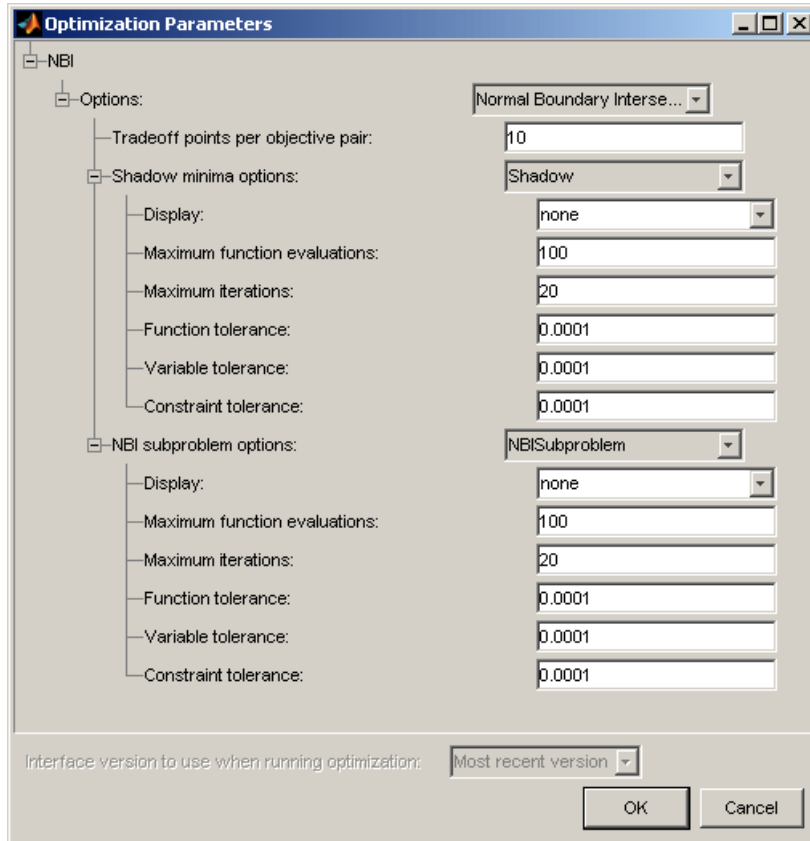 Optimization Parameters
NBI
Options: Normal Boundary Interse...
Tradeoff points per objective pair: 10
Shadow minima options: Shadow
Display: none
Maximum function evaluations: 100
Maximum iterations: 20
Function tolerance: 0.0001
Variable tolerance: 0.0001
Constraint tolerance: 0.0001
NBI subproblem options: NBISubproblem
Display: none
Maximum function evaluations: 100
Maximum iterations: 20
Function tolerance: 0.0001
Variable tolerance: 0.0001
Constraint tolerance: 0.0001
Interface version to use when running optimization: Most recent version
OK Cancel